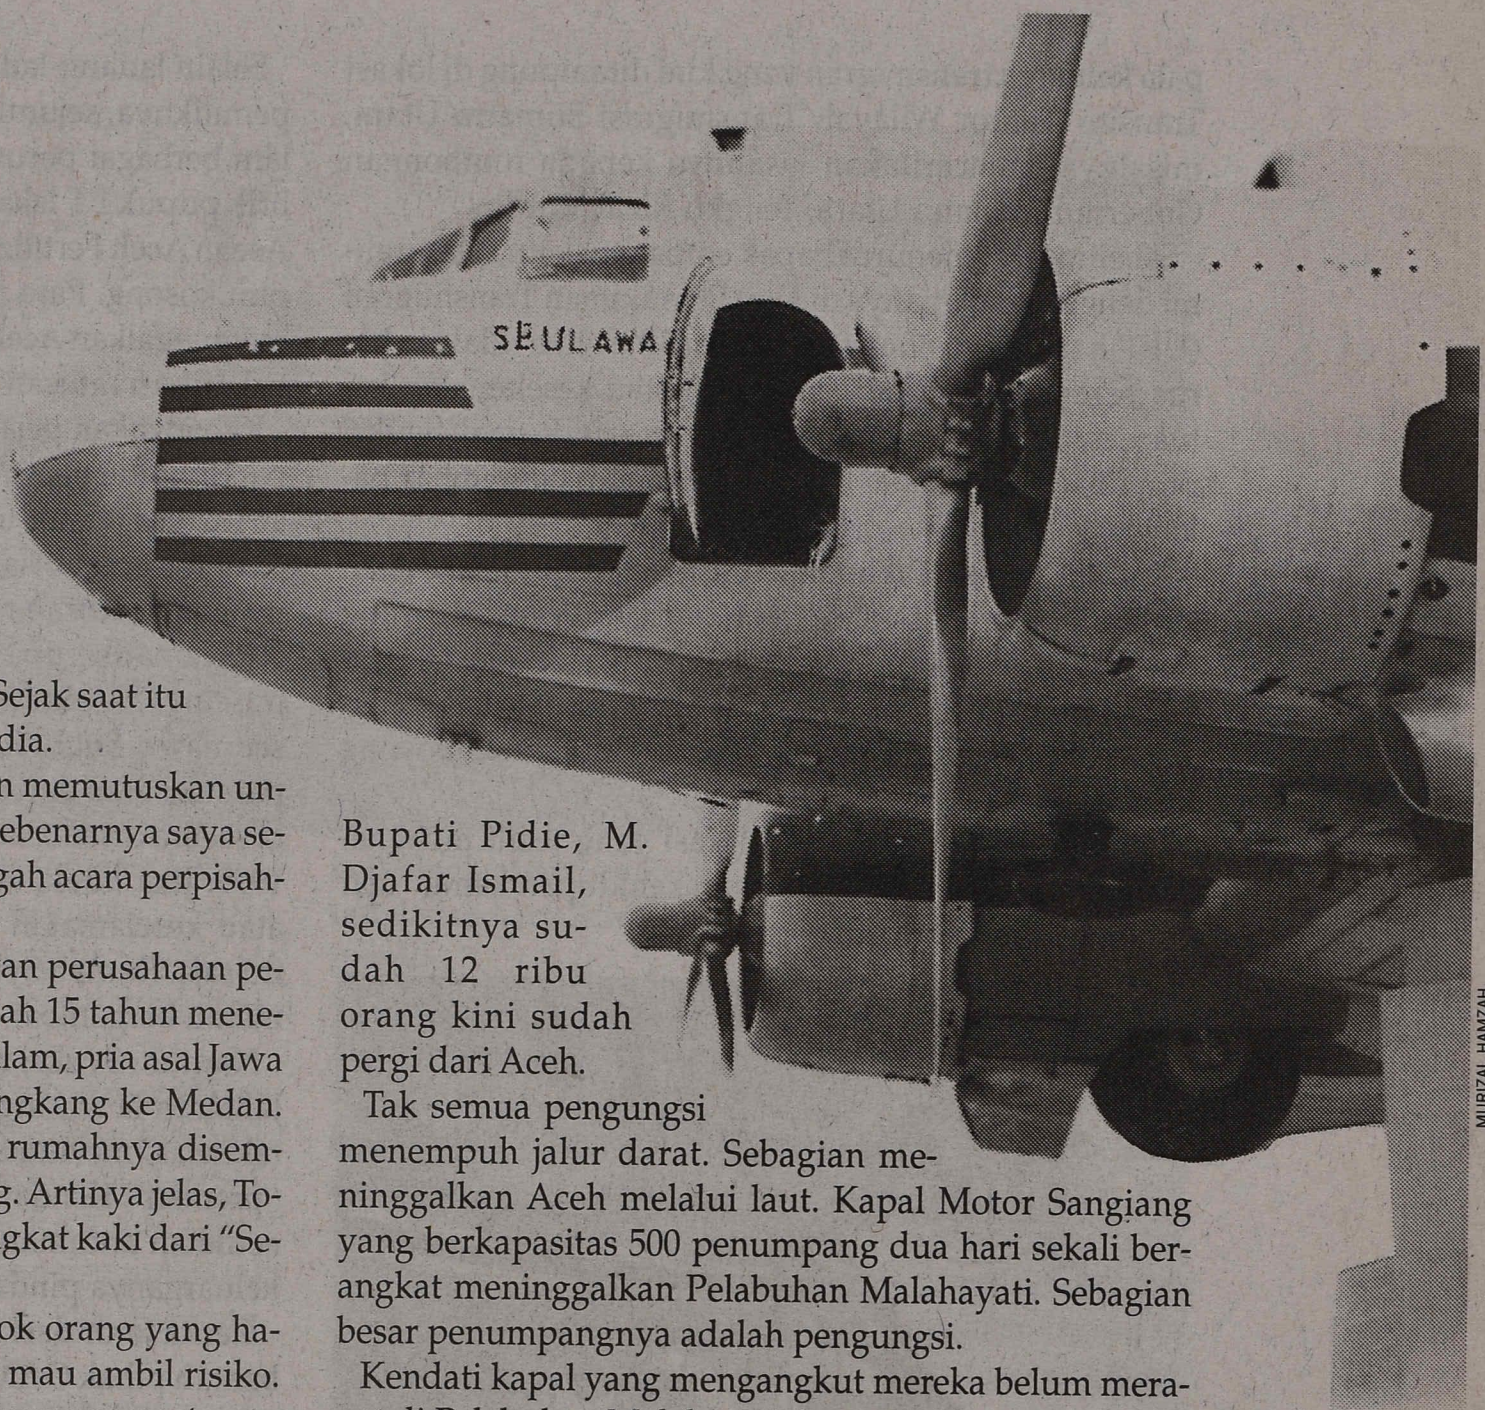 SEULAWA
Sejak saat itu
dia.
n memutuskan un-
ebenarnya saya se-
gah acara perpisah-
an perusahaan pe-
ah 15 tahun mene-
lam, pria asal Jawa
ngkang ke Medan.
rumahnya disem-
g. Artinya jelas, To-
gkat kaki dari “Se-
ok orang yang ha-
mau ambil risiko.
Bupati Pidie, M.
Djafar Ismail,
sedikitnya su-
dah 12 ribu
orang kini sudah
pergi dari Aceh.
Tak semua pengungsi
menempuh jalur darat. Sebagian me-
ninggalkan Aceh melalui laut. Kapal Motor Sangiang
yang berkapasitas 500 penumpang dua hari sekali ber-
angkat meninggalkan Pelabuhan Malahayati. Sebagian
besar penumpangnya adalah pengungsi.
Kendati kapal yang mengangkut mereka belum mera-
MURIZAL HAMZAH